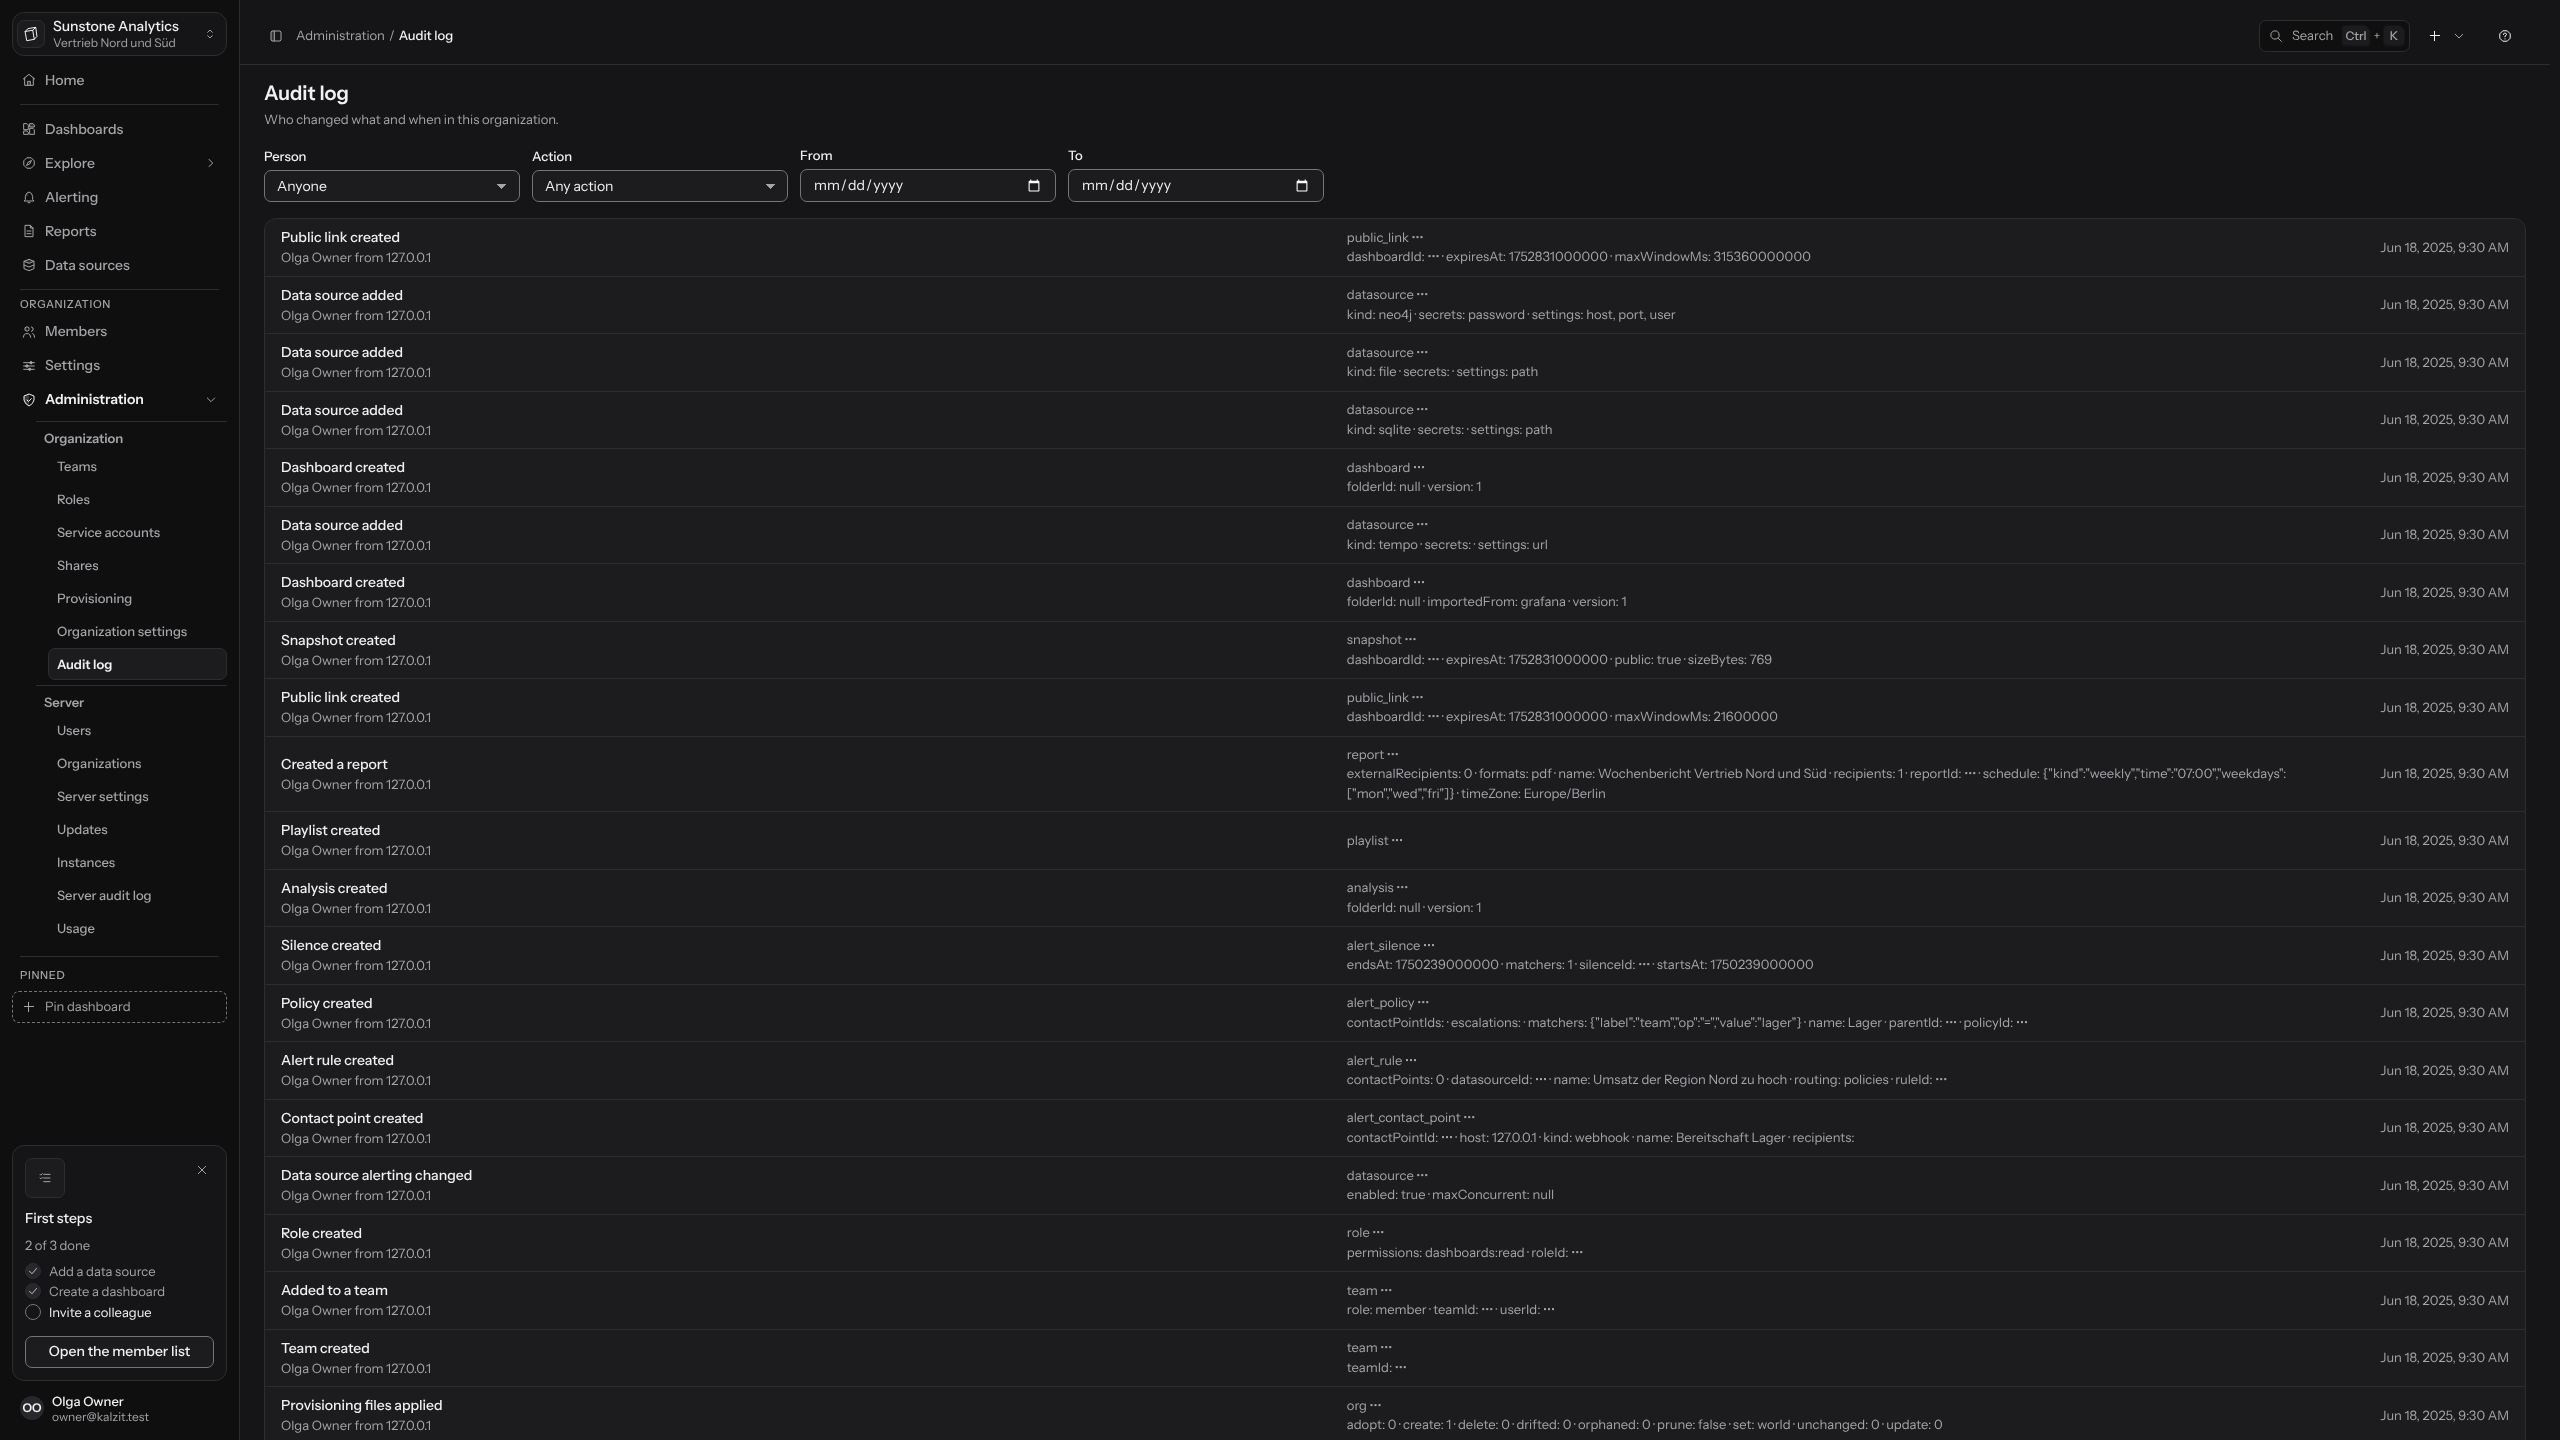 Sunstone Analytics
Vertrieb Nord und Süd
Home
Dashboards
Explore
Alerting
Reports
Data sources
ORGANIZATION
Members
Settings
Administration
Organization
Teams
Roles
Service accounts
Shares
Provisioning
Organization settings
Audit log
Server
Users
Organizations
Server settings
Updates
Instances
Server audit log
Usage
PINNED
Pin dashboard
First steps
2 of 3 done
Add a data source
Create a dashboard
Invite a colleague
Open the member list
OO Olga Owner
owner@kalzit.test
Administration / Audit log
Search Ctrl + K
Audit log
Who changed what and when in this organization.
Person
Anyone
Action
Any action
From
mm/dd/yyyy
To
mm/dd/yyyy
Public link created
Olga Owner from 127.0.0.1
public_link ···
dashboardId: ··· · expiresAt: 1752831000000 · maxWindowMs: 315360000000
Jun 18, 2025, 9:30 AM
Data source added
Olga Owner from 127.0.0.1
datasource ···
kind: neo4j · secrets: password · settings: host, port, user
Jun 18, 2025, 9:30 AM
Data source added
Olga Owner from 127.0.0.1
datasource ···
kind: file · secrets: · settings: path
Jun 18, 2025, 9:30 AM
Data source added
Olga Owner from 127.0.0.1
datasource ···
kind: sqlite · secrets: · settings: path
Jun 18, 2025, 9:30 AM
Dashboard created
Olga Owner from 127.0.0.1
dashboard ···
folderId: null · version: 1
Jun 18, 2025, 9:30 AM
Data source added
Olga Owner from 127.0.0.1
datasource ···
kind: tempo · secrets: · settings: url
Jun 18, 2025, 9:30 AM
Dashboard created
Olga Owner from 127.0.0.1
dashboard ···
folderId: null · importedFrom: grafana · version: 1
Jun 18, 2025, 9:30 AM
Snapshot created
Olga Owner from 127.0.0.1
snapshot ···
dashboardId: ··· · expiresAt: 1752831000000 · public: true · sizeBytes: 769
Jun 18, 2025, 9:30 AM
Public link created
Olga Owner from 127.0.0.1
public_link ···
dashboardId: ··· · expiresAt: 1752831000000 · maxWindowMs: 21600000
Jun 18, 2025, 9:30 AM
Created a report
Olga Owner from 127.0.0.1
report ···
externalRecipients: 0 · formats: pdf · name: Wochenbericht Vertrieb Nord und Süd · recipients: 1 · reportId: ··· · schedule: {"kind":"weekly","time":"07:00","weekdays":
["mon","wed","fri"]} · timeZone: Europe/Berlin
Jun 18, 2025, 9:30 AM
Playlist created
Olga Owner from 127.0.0.1
playlist ···
Jun 18, 2025, 9:30 AM
Analysis created
Olga Owner from 127.0.0.1
analysis ···
folderId: null · version: 1
Jun 18, 2025, 9:30 AM
Silence created
Olga Owner from 127.0.0.1
alert_silence ···
endsAt: 1750239000000 · matchers: 1 · silenceId: ··· · startsAt: 1750239000000
Jun 18, 2025, 9:30 AM
Policy created
Olga Owner from 127.0.0.1
alert_policy ···
contactPointIds: · escalations: · matchers: {"label":"team","op":"=","value":"lager"} · name: Lager · parentId: ··· · policyId: ···
Jun 18, 2025, 9:30 AM
Alert rule created
Olga Owner from 127.0.0.1
alert_rule ···
contactPoints: 0 · datasourceId: ··· · name: Umsatz der Region Nord zu hoch · routing: policies · ruleId: ···
Jun 18, 2025, 9:30 AM
Contact point created
Olga Owner from 127.0.0.1
alert_contact_point ···
contactPointId: ··· · host: 127.0.0.1 · kind: webhook · name: Bereitschaft Lager · recipients:
Jun 18, 2025, 9:30 AM
Data source alerting changed
Olga Owner from 127.0.0.1
datasource ···
enabled: true · maxConcurrent: null
Jun 18, 2025, 9:30 AM
Role created
Olga Owner from 127.0.0.1
role ···
permissions: dashboards:read · roleId: ···
Jun 18, 2025, 9:30 AM
Added to a team
Olga Owner from 127.0.0.1
team ···
role: member · teamId: ··· · userId: ···
Jun 18, 2025, 9:30 AM
Team created
Olga Owner from 127.0.0.1
team ···
teamId: ···
Jun 18, 2025, 9:30 AM
Provisioning files applied
Olga Owner from 127.0.0.1
org ···
adopt: 0 · create: 1 · delete: 0 · drifted: 0 · orphaned: 0 · prune: false · set: world · unchanged: 0 · update: 0
Jun 18, 2025, 9:30 AM